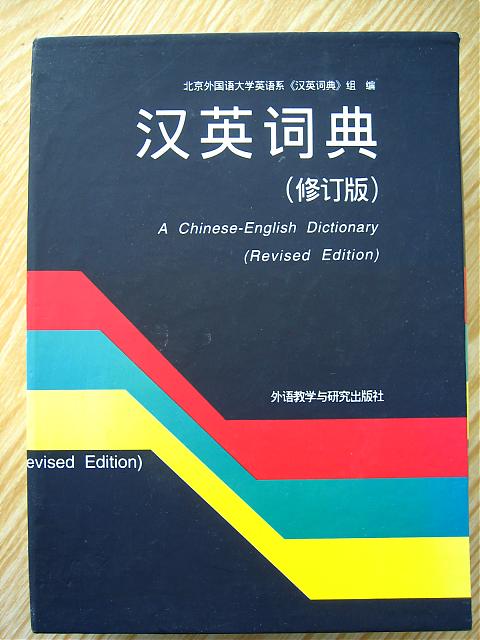 北京外国语大学英语系《汉英词典》组 编
汉英词典
(修订版)
A Chinese-English Dictionary
(Revised Edition)
外语教学与研究出版社
evised Edition)